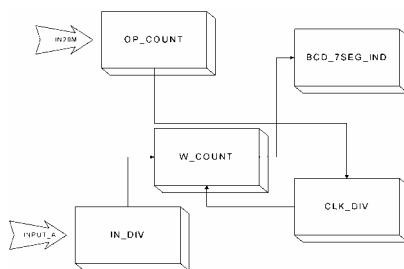 IN20M
OP_COUNT
BCD_7SEG_IND
W_COUNT
CLK_DIV
INPUT_A
IN_DIV